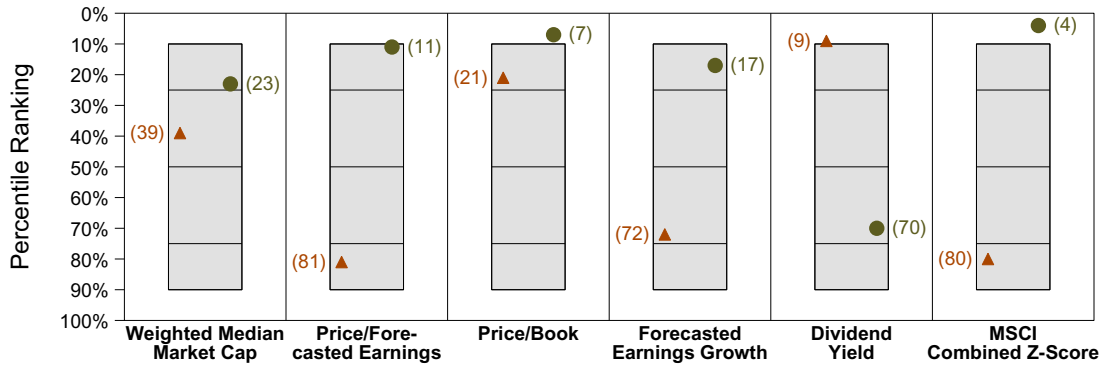 0%
10%
20%
30%
40%
50%
60%
70%
80%
90%
100%
Percentile Ranking
(23)
(39)
(11)
(81)
(7)
(21)
(17)
(72)
(9)
(70)
(4)
(80)
Weighted Median
Market Cap
Price/Fore-
casted Earnings
Price/Book
Forecasted
Earnings Growth
Dividend
Yield
MSCI
Combined Z-Score